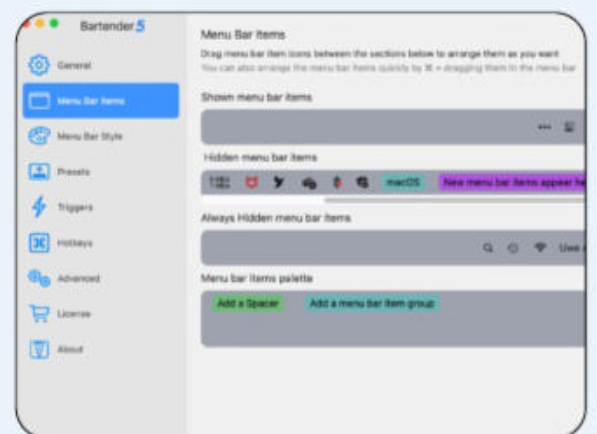 Bartender 5
General
Menu Bar Items
Menu Bar Style
Presets
Triggers
Hotkeys
Advanced
License
About
Menu Bar Items
Drag menu bar item icons between the sections below to arrange them as you want
You can also arrange the menu bar items quickly by ⌘ + dragging them in the menu bar
Shown menu bar items
Hidden menu bar items
macOS
New menu bar items appear he
Always Hidden menu bar items
Uwe
Menu bar items palette
Add a Spacer
Add a menu bar item group